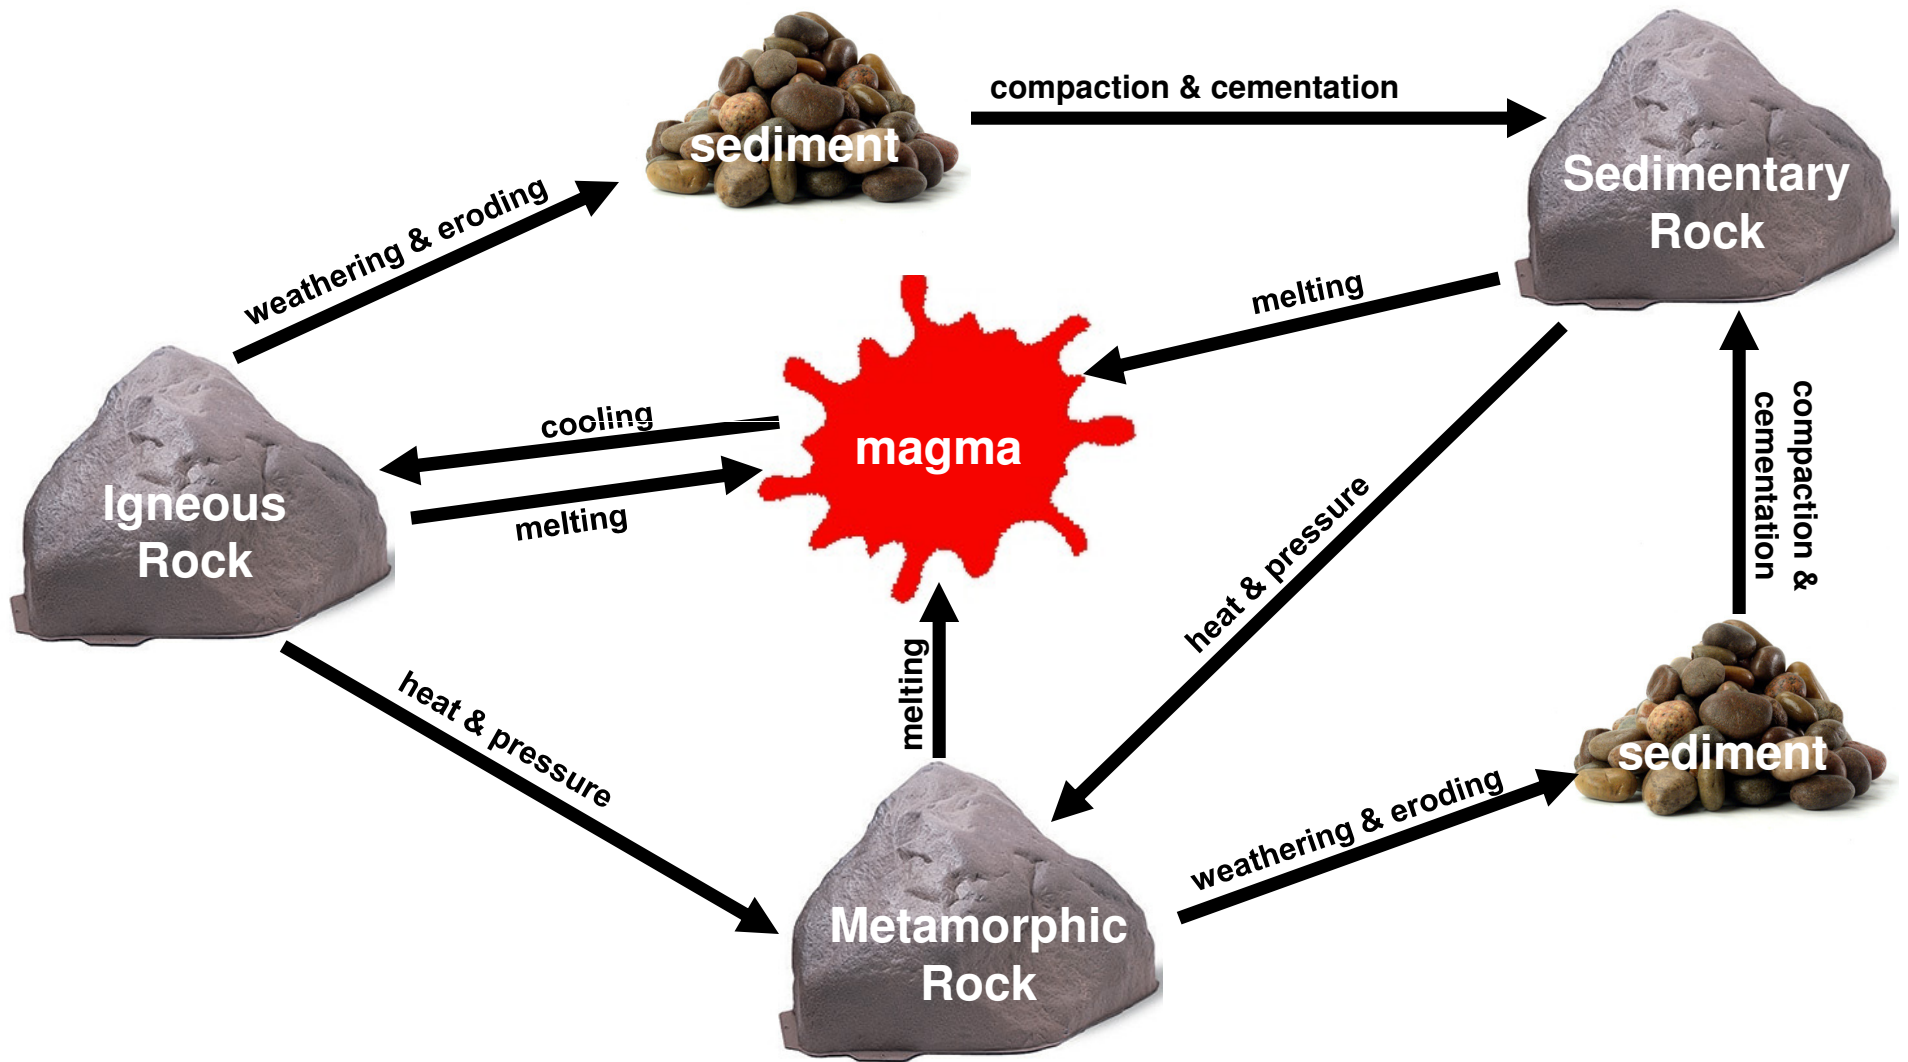 sediment
compaction & cementation
Sedimentary
Rock
weathering & eroding
melting
cooling
magma
melting
Igneous
Rock
heat & pressure
compaction &
cementation
melting
heat & pressure
sediment
weathering & eroding
Metamorphic
Rock